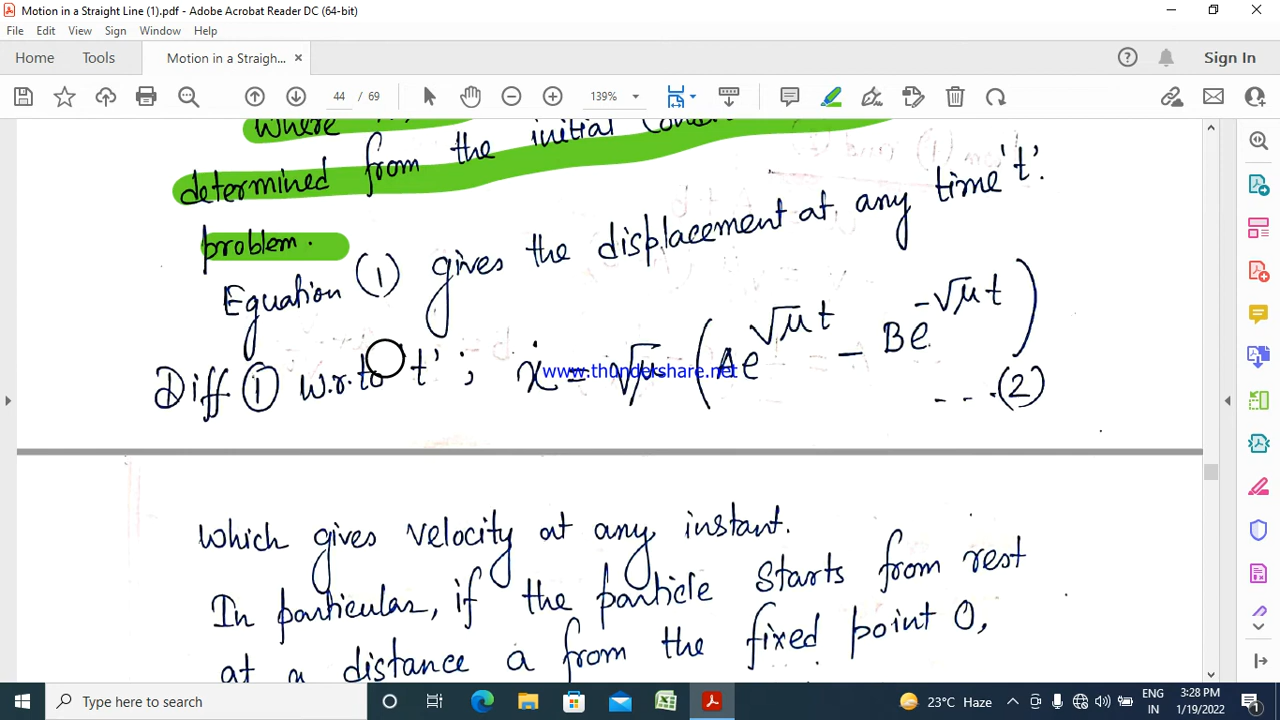 Motion in a Straight Line (1).pdf - Adobe Acrobat Reader DC (64-bit)
File Edit View Sign Window Help
Home Tools Motion in a Straigh... × Sign In
44 / 69 139%
where
the initial
determined from the
problem.
Equation (1) gives the displacement at any time 't'.
Diff ① w.r.to 't' ; ẋ = √μ (Ae^{√μ t} - Be^{-√μ t})
www.thundershare.net
- - -(2)
Which gives velocity at any instant.
In particular, if the particle starts from rest
at a distance a from the fixed point O,
Type here to search
23°C Haze
ENG
IN
3:28 PM
1/19/2022
1